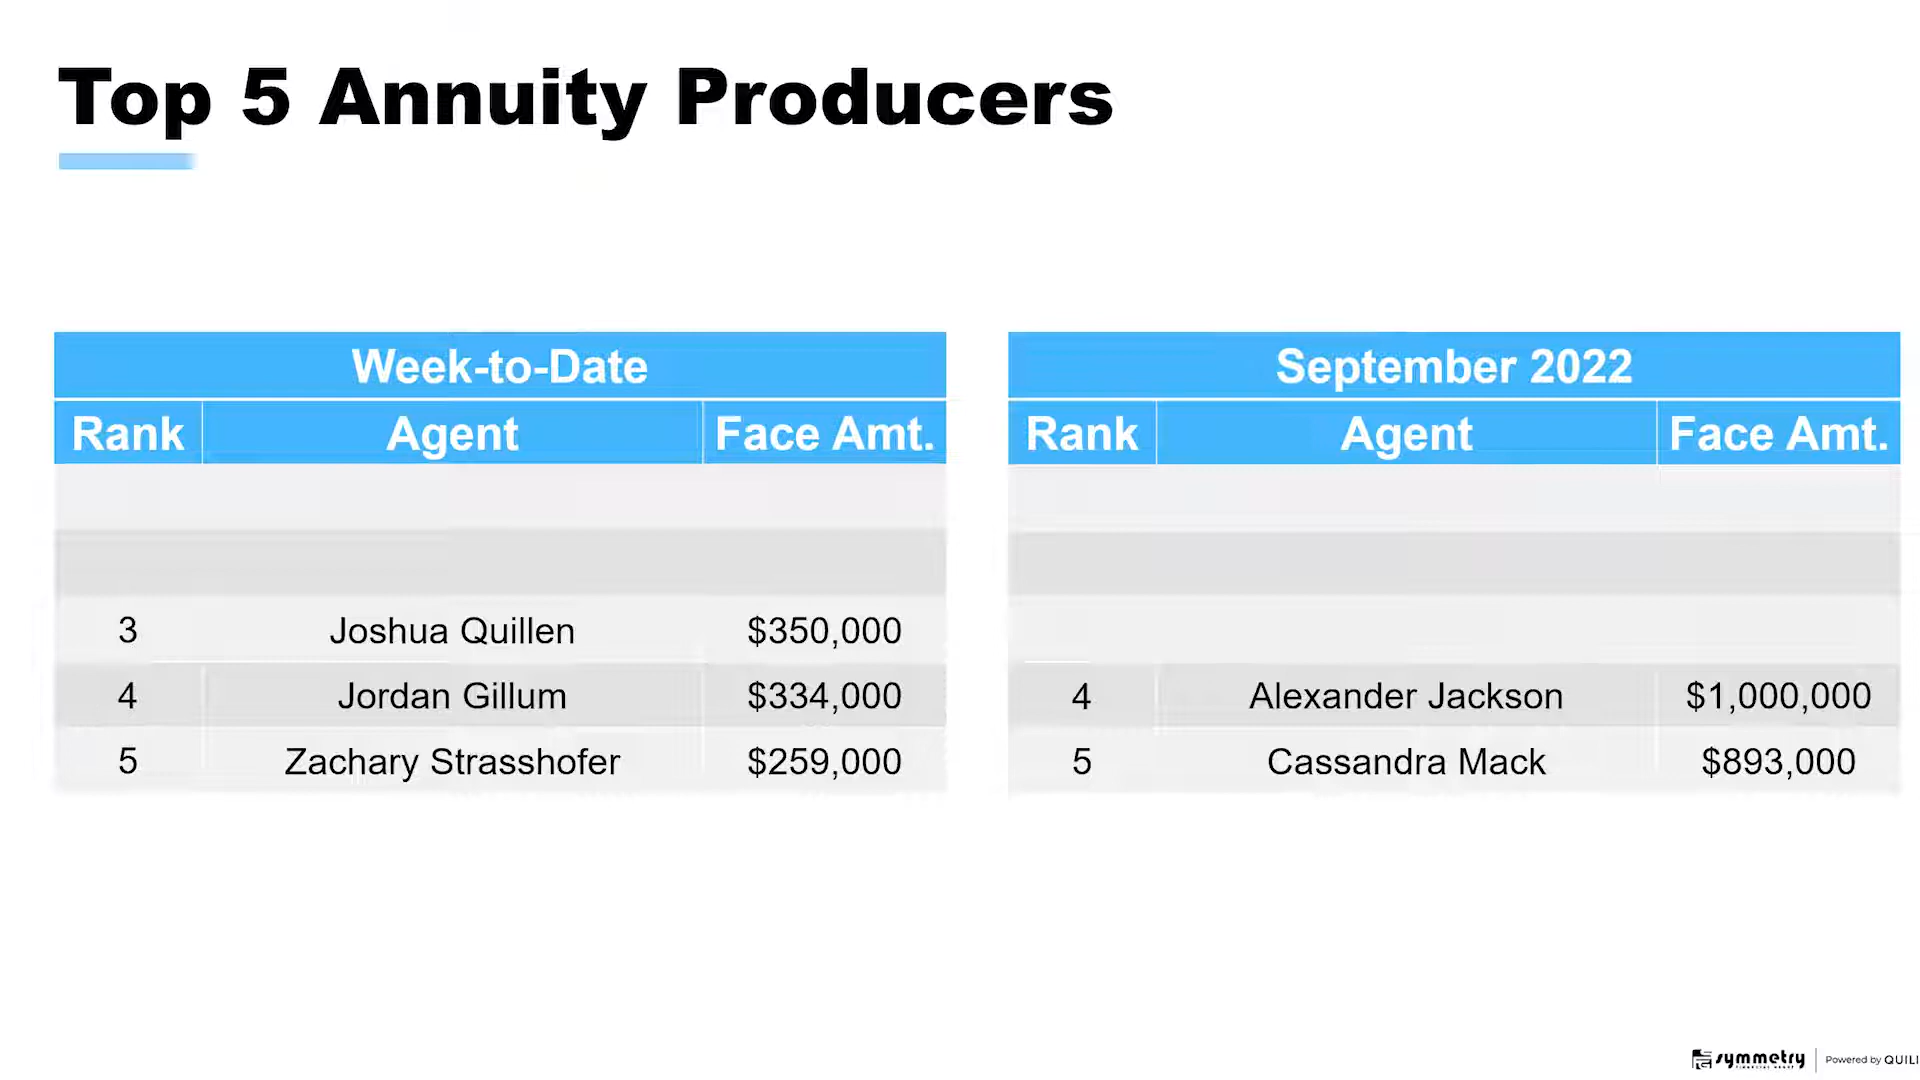 Top 5 Annuity Producers
Week-to-Date
Rank Agent Face Amt.
3 Joshua Quillen $350,000
4 Jordan Gillum $334,000
5 Zachary Strasshofer $259,000
September 2022
Rank Agent Face Amt.
4 Alexander Jackson $1,000,000
5 Cassandra Mack $893,000
symmetry
FINANCIAL GROUP
Powered by QUILI